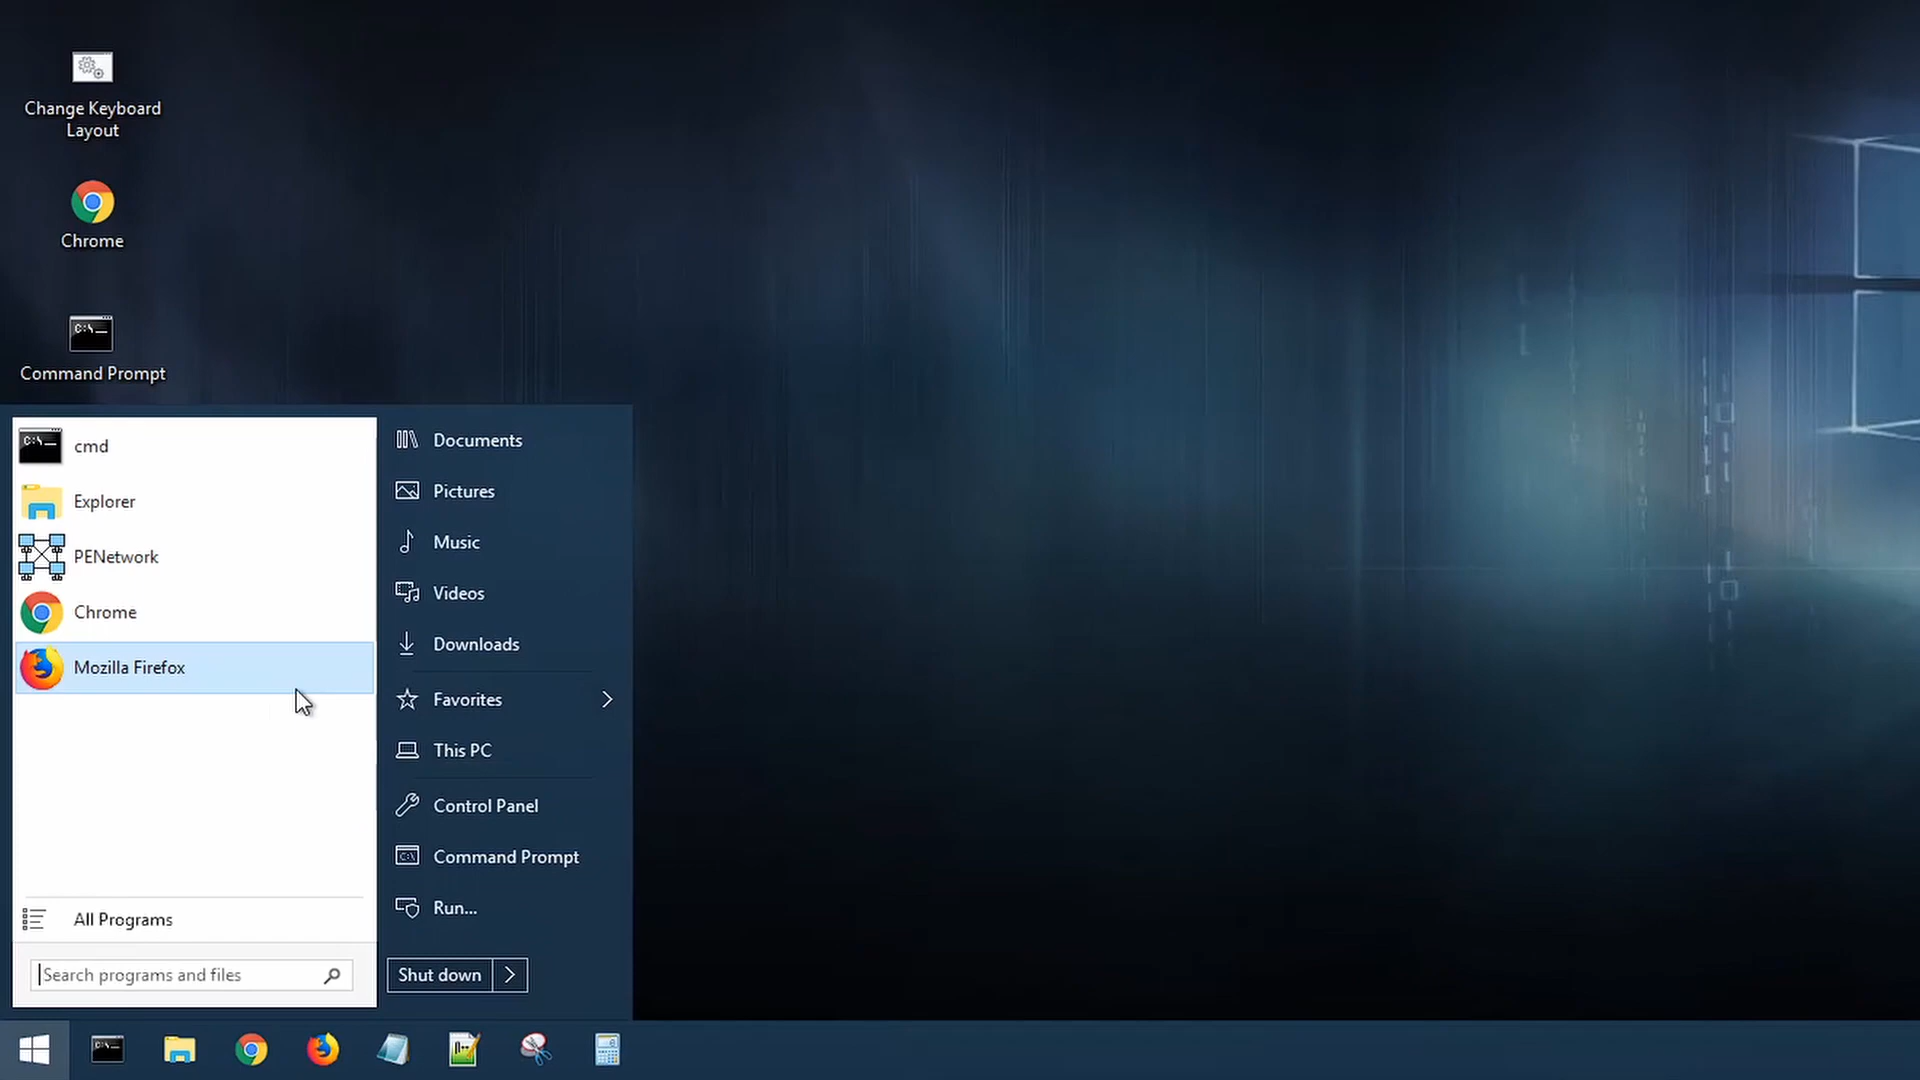 Change Keyboard
Layout
Chrome
Command Prompt
cmd
Explorer
PENetwork
Chrome
Mozilla Firefox
All Programs
Search programs and files
Documents
Pictures
Music
Videos
Downloads
Favorites
This PC
Control Panel
Command Prompt
Run...
Shut down